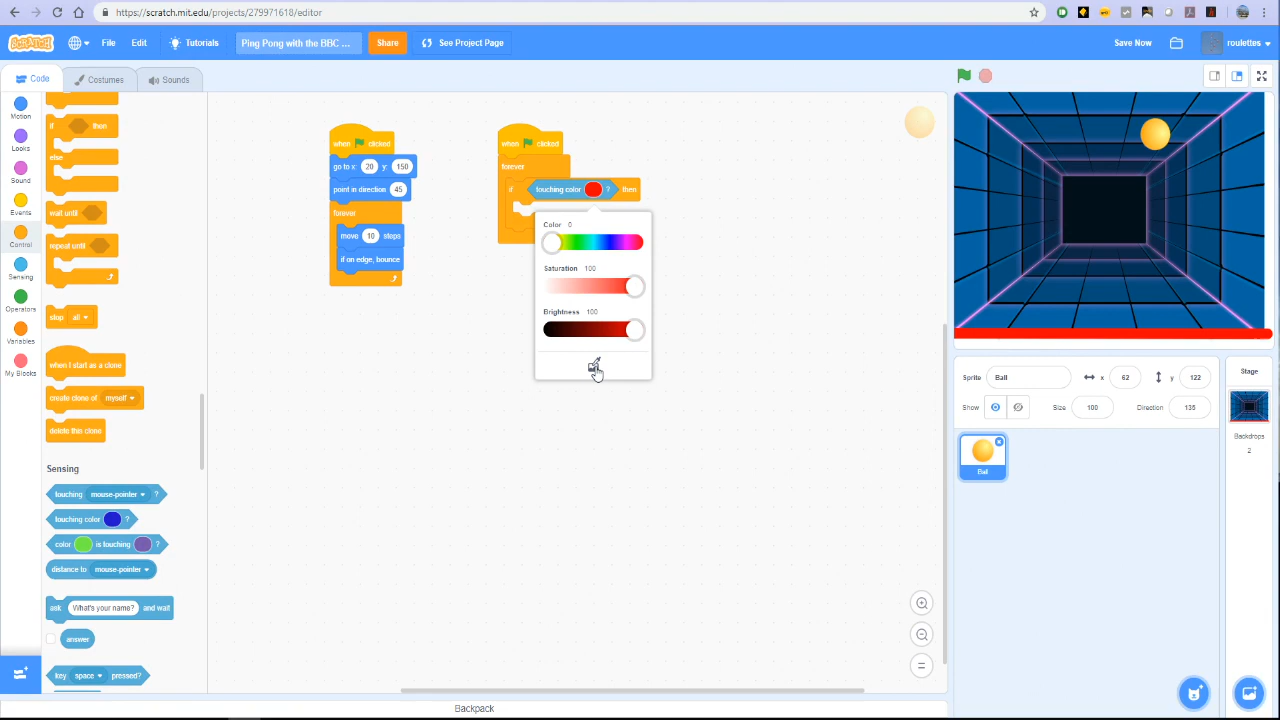 https://scratch.mit.edu/projects/279971618/editor
SCRATCH File Edit Tutorials Ping Pong with the BBC ... Share See Project Page Save Now roulettes
Code Costumes Sounds
Motion
Looks
Sound
Events
Control
Sensing
Operators
Variables
My Blocks
if then
else
wait until
repeat until
stop all
when I start as a clone
create clone of myself
delete this clone
Sensing
touching mouse-pointer ?
touching color ?
color is touching ?
distance to mouse-pointer
ask What's your name? and wait
answer
key space pressed?
when clicked
go to x: 20 y: 150
point in direction 45
forever
move 10 steps
if on edge, bounce
when clicked
forever
if touching color ? then
Color 0
Saturation 100
Brightness 100
Sprite Ball x 62 y 122
Show Size 100 Direction 135
Ball
Stage
Backdrops
2
Backpack